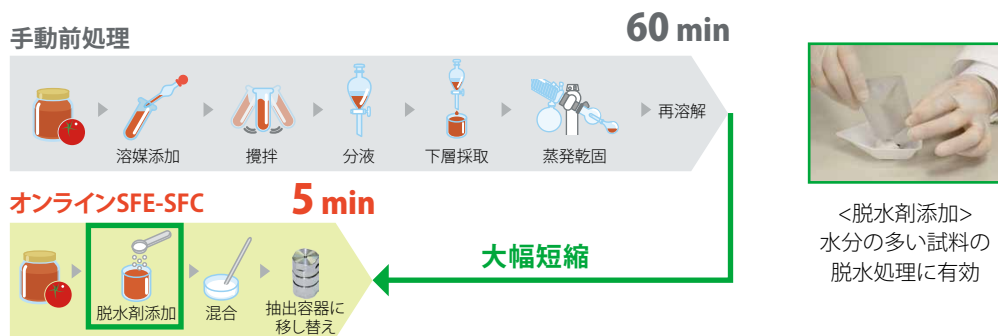 手動前処理
60 min
溶媒添加
攪拌
分液
下層採取
蒸発乾固
再溶解
オンラインSFE-SFC
5 min
大幅短縮
脱水剤添加
混合
抽出容器に
移し替え
<脱水剤添加>
水分の多い試料の
脱水処理に有効